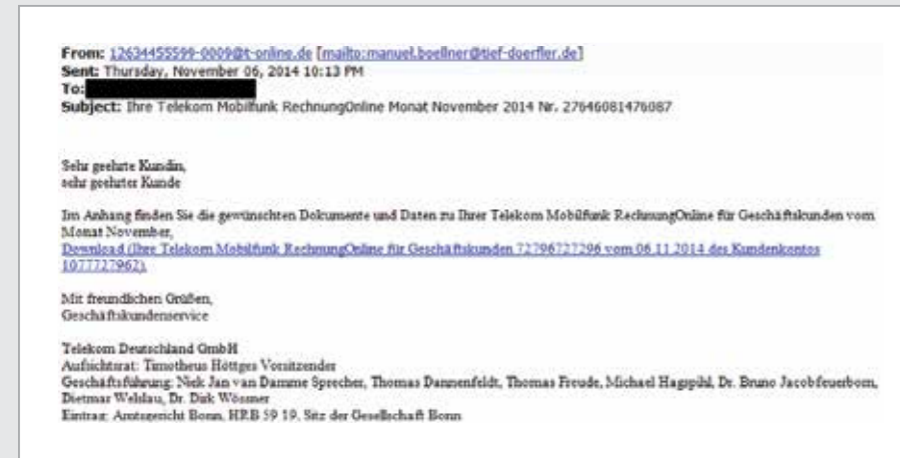 From: 12634455599-0009@t-online.de [mailto:manuel.boellner@tief-doerfler.de]
Sent: Thursday, November 06, 2014 10:13 PM
To:
Subject: Ihre Telekom Mobilfunk RechnungOnline Monat November 2014 Nr. 27646081476087
Sehr geehrte Kundin,
sehr geehrter Kunde
Im Anhang finden Sie die gewünschten Dokumente und Daten zu Ihrer Telekom Mobilfunk RechnungOnline für Geschäftskunden vom
Monat November,
Download (Ihre Telekom Mobilfunk RechnungOnline für Geschäftskunden 72796727296 vom 06.11.2014 des Kundenkontos
1077727962).
Mit freundlichen Grüßen,
Geschäftskundenservice
Telekom Deutschland GmbH
Aufsichtsrat: Timotheus Höttges Vorsitzender
Geschäftsführung: Niek Jan van Damme Sprecher, Thomas Dannenfeldt, Thomas Freude, Michael Hagspihl, Dr. Bruno Jacobfeuerborn,
Dietmar Welslau, Dr. Dirk Wössner
Eintrag: Amtsgericht Bonn, HRB 59 19, Sitz der Gesellschaft Bonn